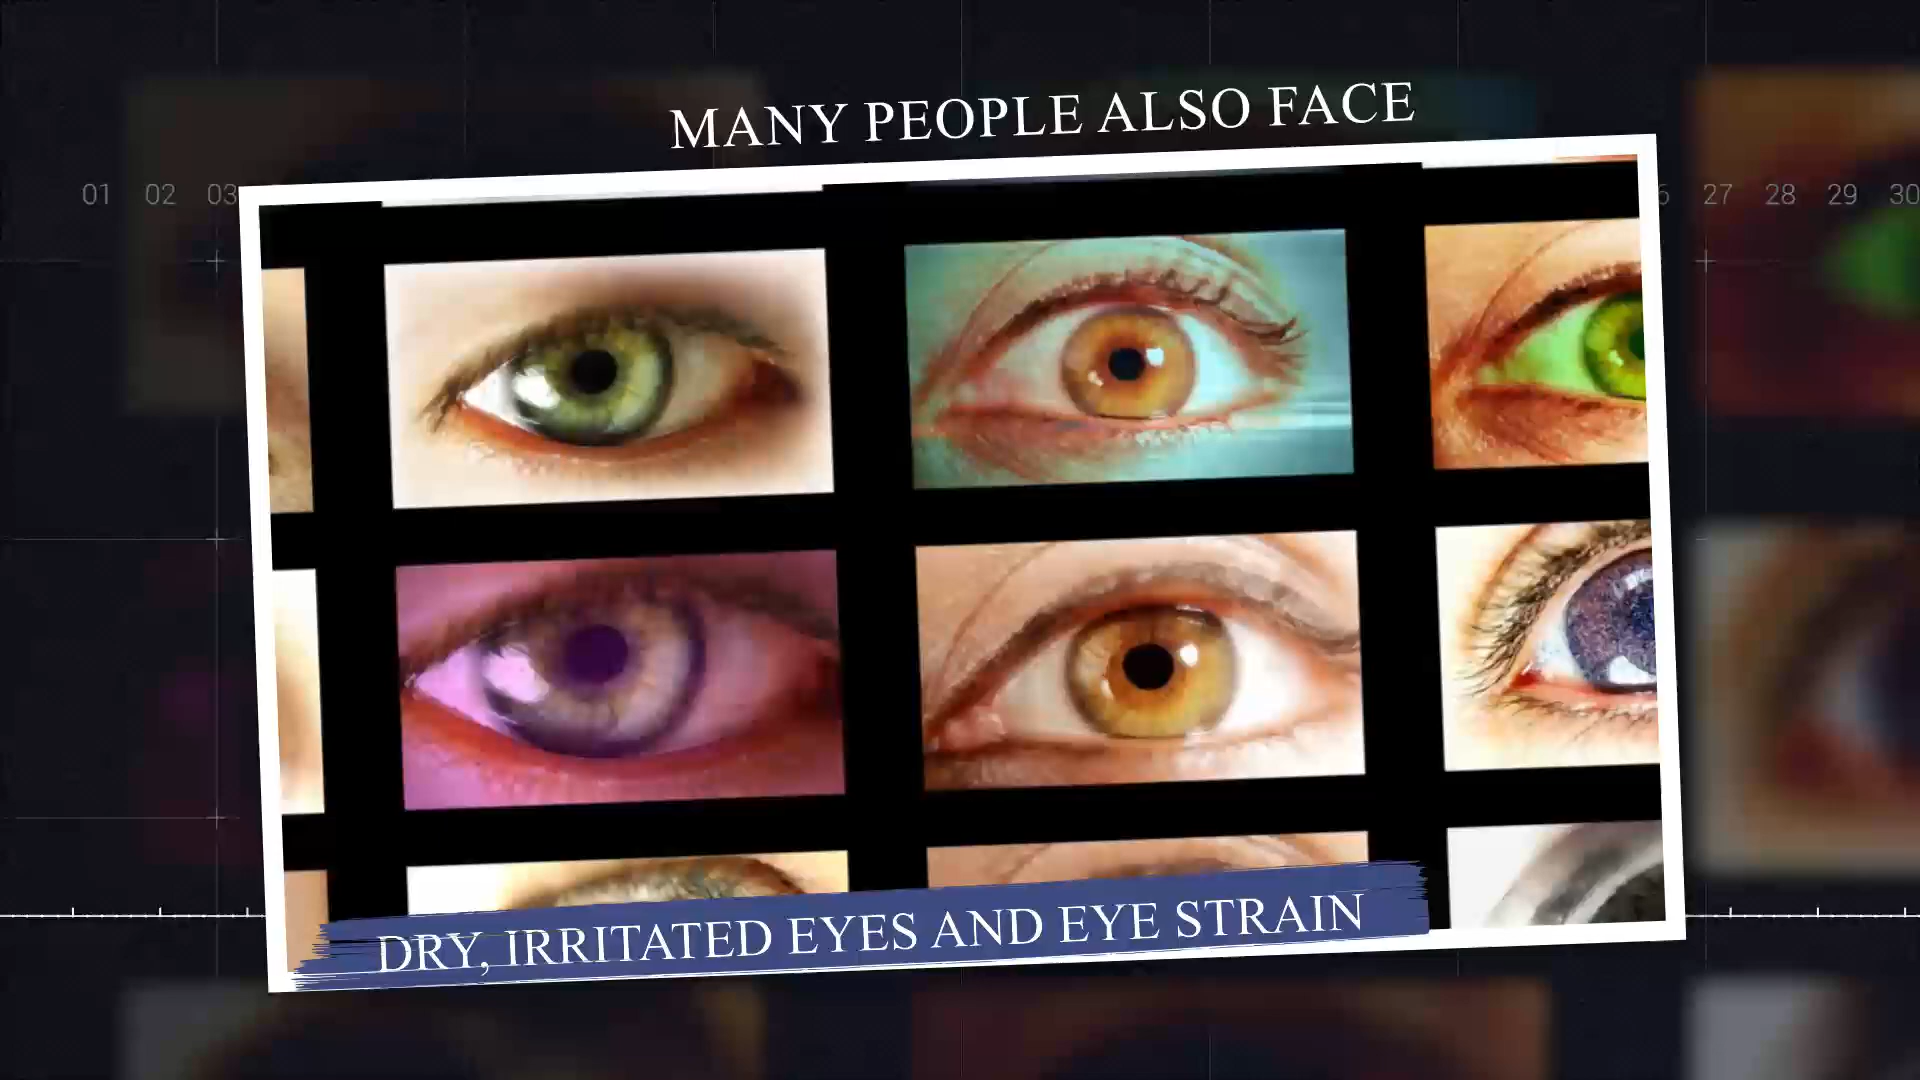 MANY PEOPLE ALSO FACE
01 02 03 27 28 29 30
DRY, IRRITATED EYES AND EYE STRAIN